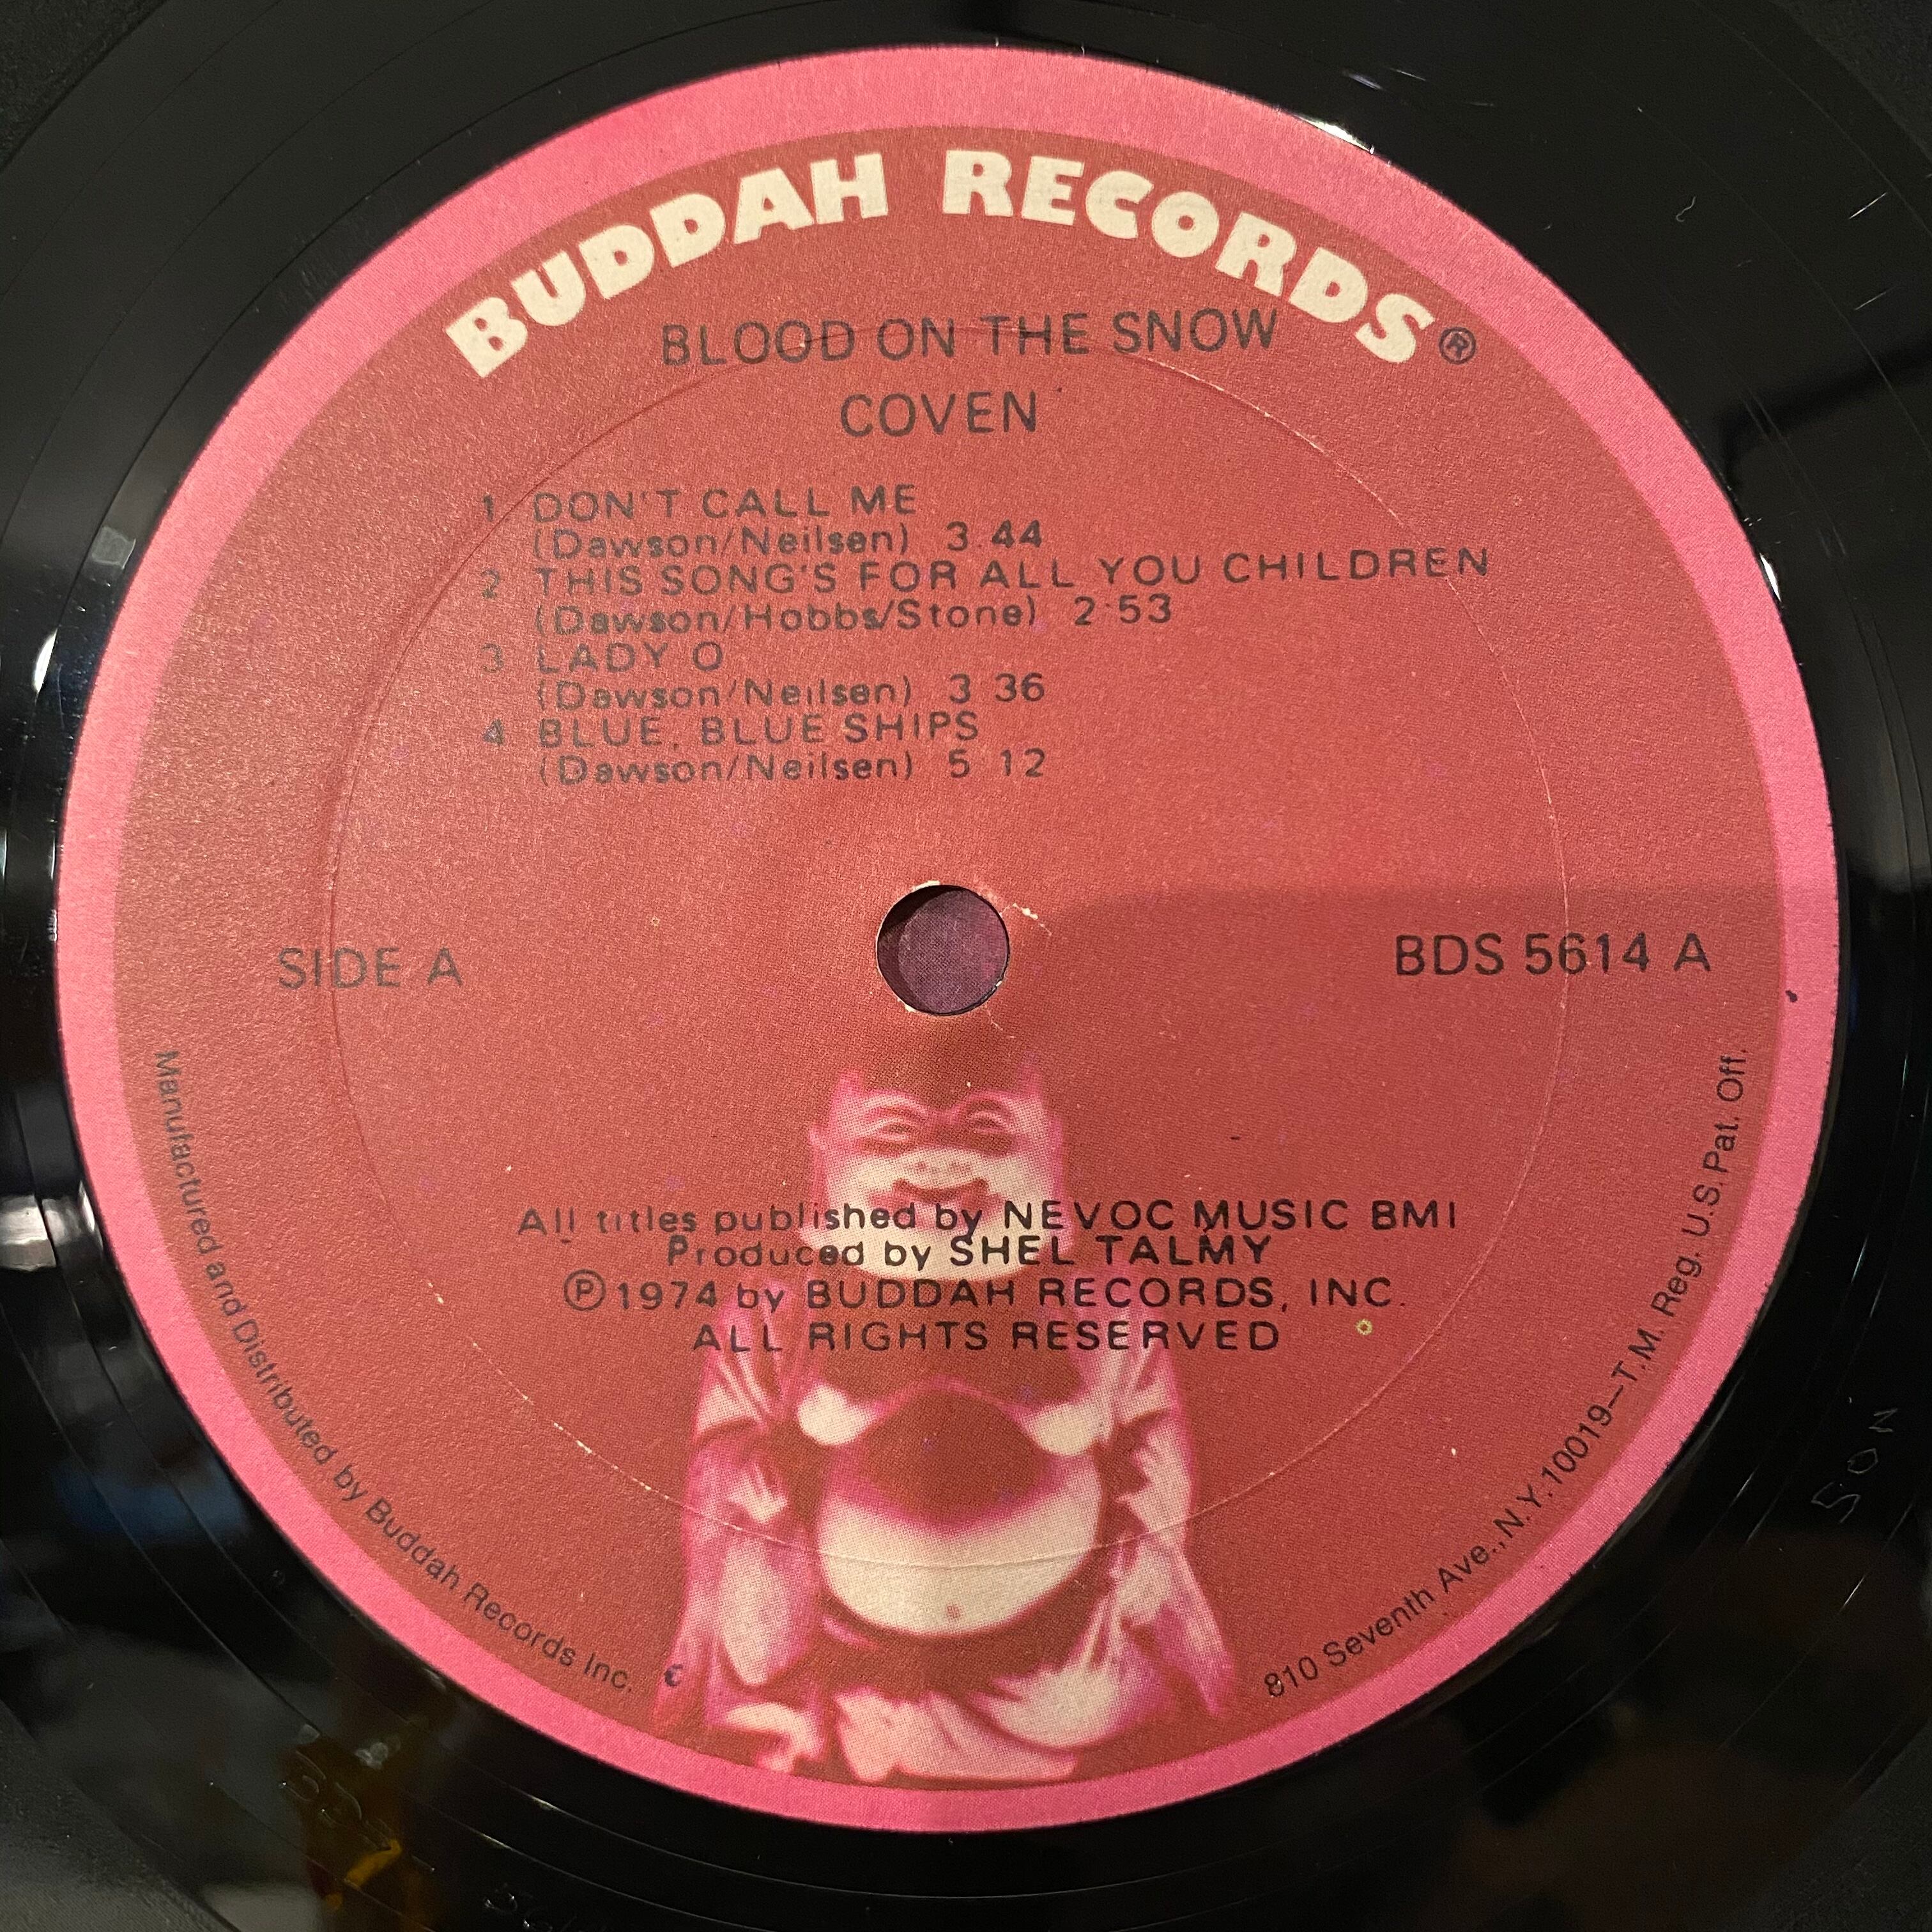 BUDDAH RECORDS®
BLOOD ON THE SNOW
COVEN
1 DON'T CALL ME
(Dawson/Neilsen) 3:44
2 THIS SONG'S FOR ALL YOU CHILDREN
(Dawson/Hobbs/Stone) 2:53
3 LADY O
(Dawson/Neilsen) 3 36
4 BLUE, BLUE SHIPS
(Dawson/Neilsen) 5 12
SIDE A
BDS 5614 A
All titles published by NEVOC MUSIC BMI
Produced by SHEL TALMY
℗1974 by BUDDAH RECORDS, INC.
ALL RIGHTS RESERVED
Manufactured and Distributed by Buddah Records Inc.
810 Seventh Ave., N.Y. 10019—T.M. Reg. U.S. Pat. Off.